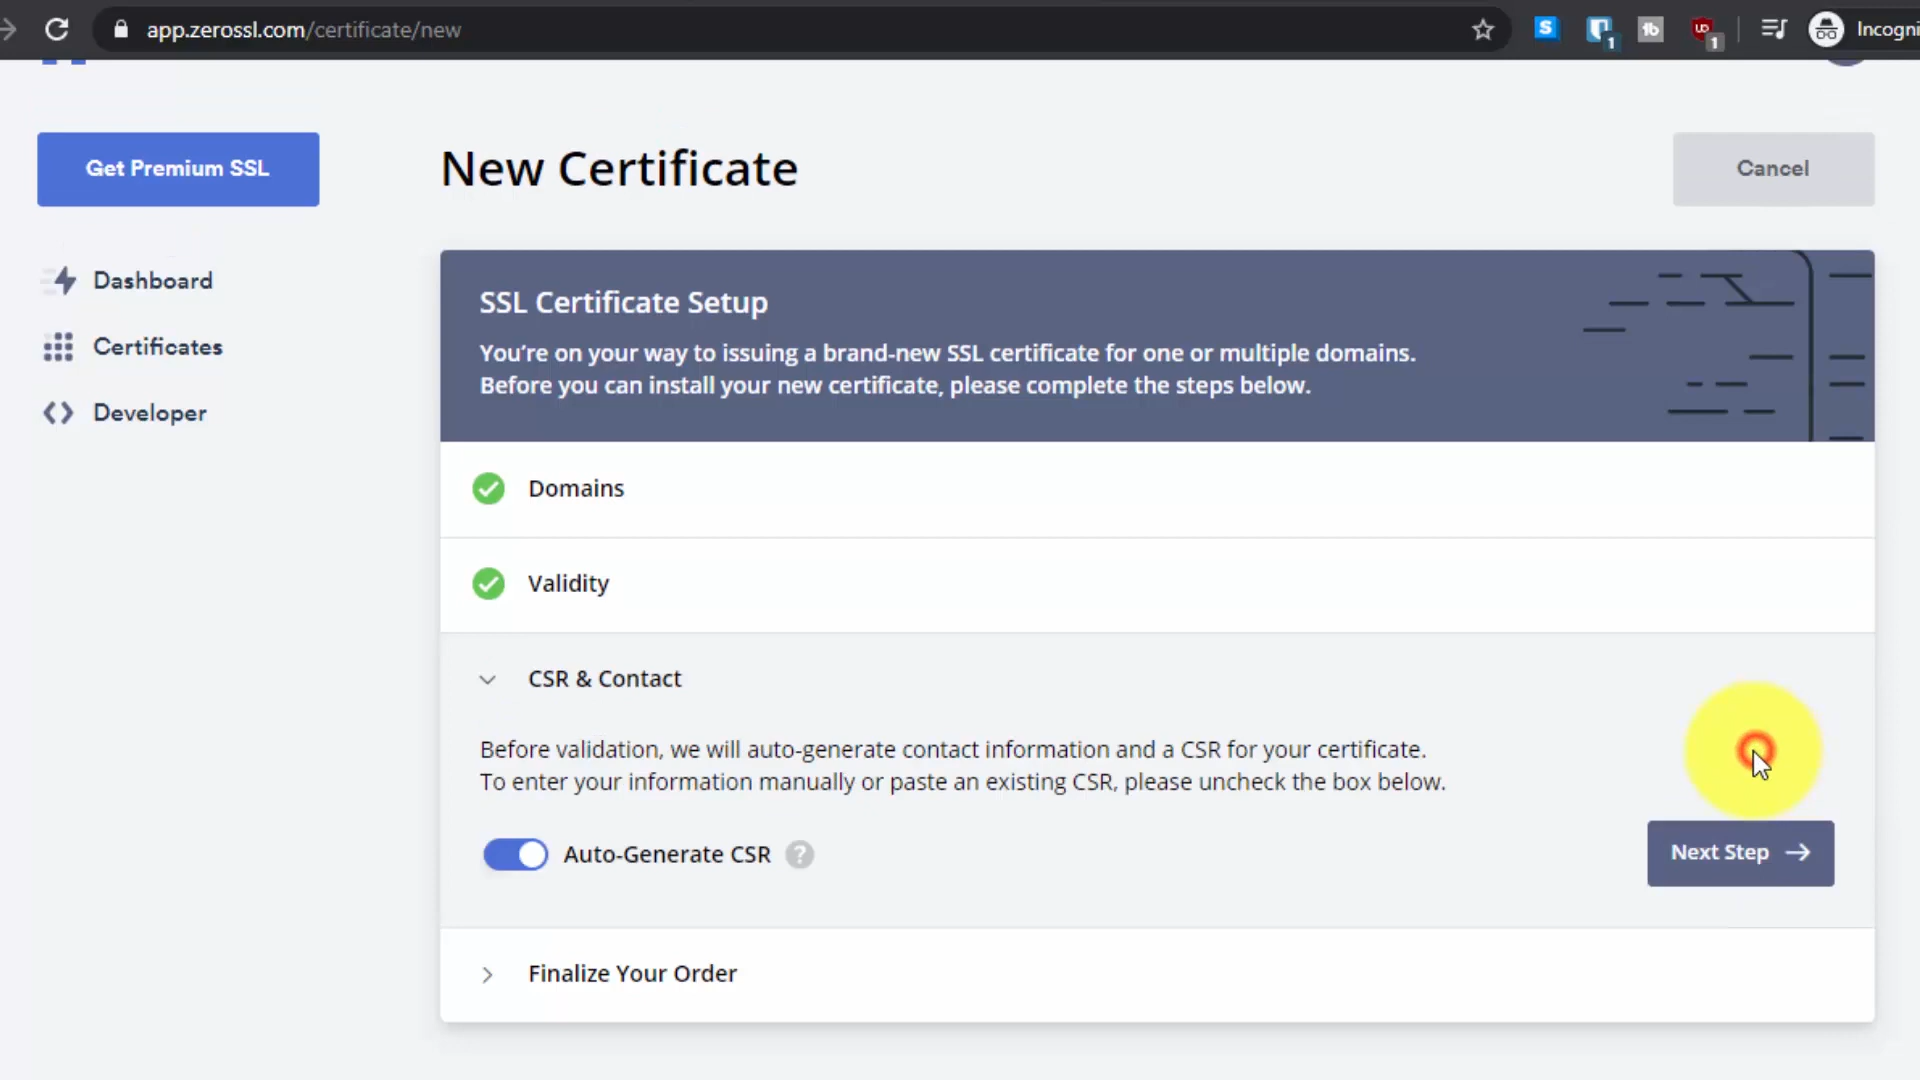 app.zerossl.com/certificate/new
1
tb
1
Incogni
Get Premium SSL
New Certificate
Cancel
Dashboard
Certificates
Developer
SSL Certificate Setup
You’re on your way to issuing a brand-new SSL certificate for one or multiple domains.
Before you can install your new certificate, please complete the steps below.
Domains
Validity
CSR & Contact
Before validation, we will auto-generate contact information and a CSR for your certificate.
To enter your information manually or paste an existing CSR, please uncheck the box below.
Auto-Generate CSR ?
Next Step
Finalize Your Order